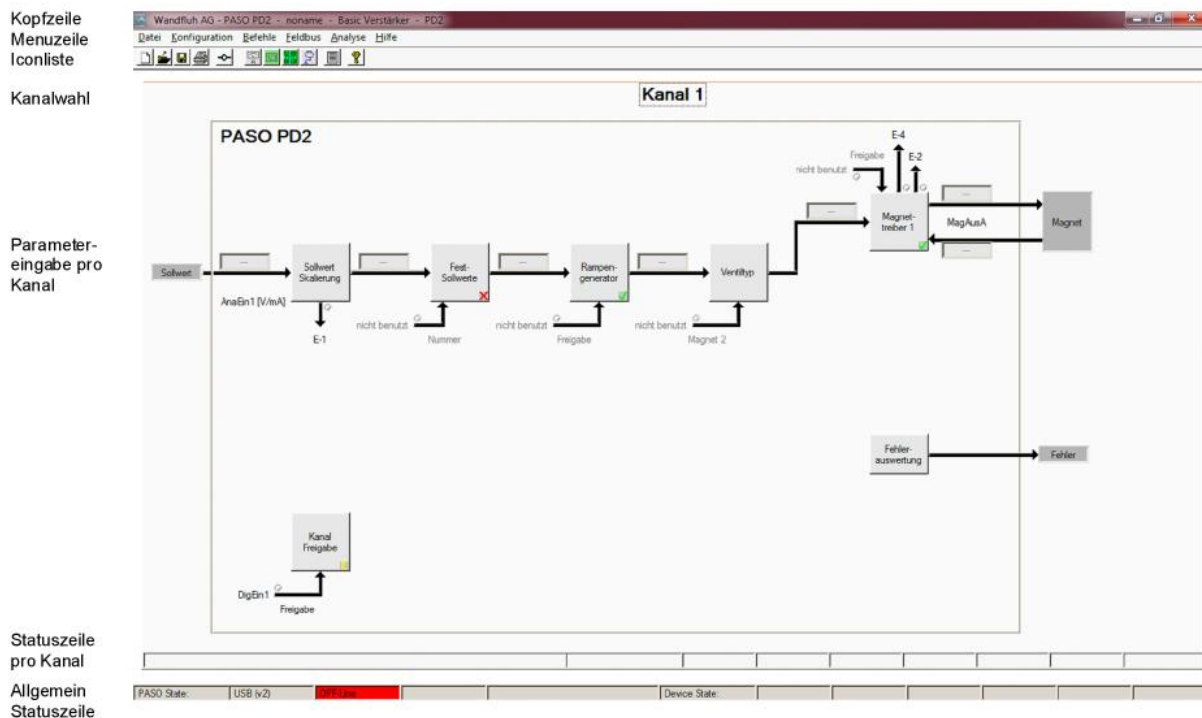 Kopfzeile
Menuzeile
Iconliste
Wandfluh AG - PASO PD2 - noname - Basic Verstärker - PD2
Datei Konfiguration Befehle Feldbus Analyse Hilfe
Kanalwahl
Kanal 1
PASO PD2
E-4
Freigabe
E-2
nicht benutzt
Magnet-
treiber 1
MagAusA
Magnet
Parameter-
eingabe pro
Kanal
Sollwert
AnaEin1 [V/mA]
Sollwert
Skalierung
E-1
Fest-
Sollwerte
nicht benutzt
Nummer
Rampen-
generator
nicht benutzt
Freigabe
Ventiltyp
nicht benutzt
Magnet 2
Fehler-
auswertung
Fehler
Kanal
Freigabe
DigEin1
Freigabe
Statuszeile
pro Kanal
Allgemein
Statuszeile
PASO State: USB (v2) OFF-Line Device State: